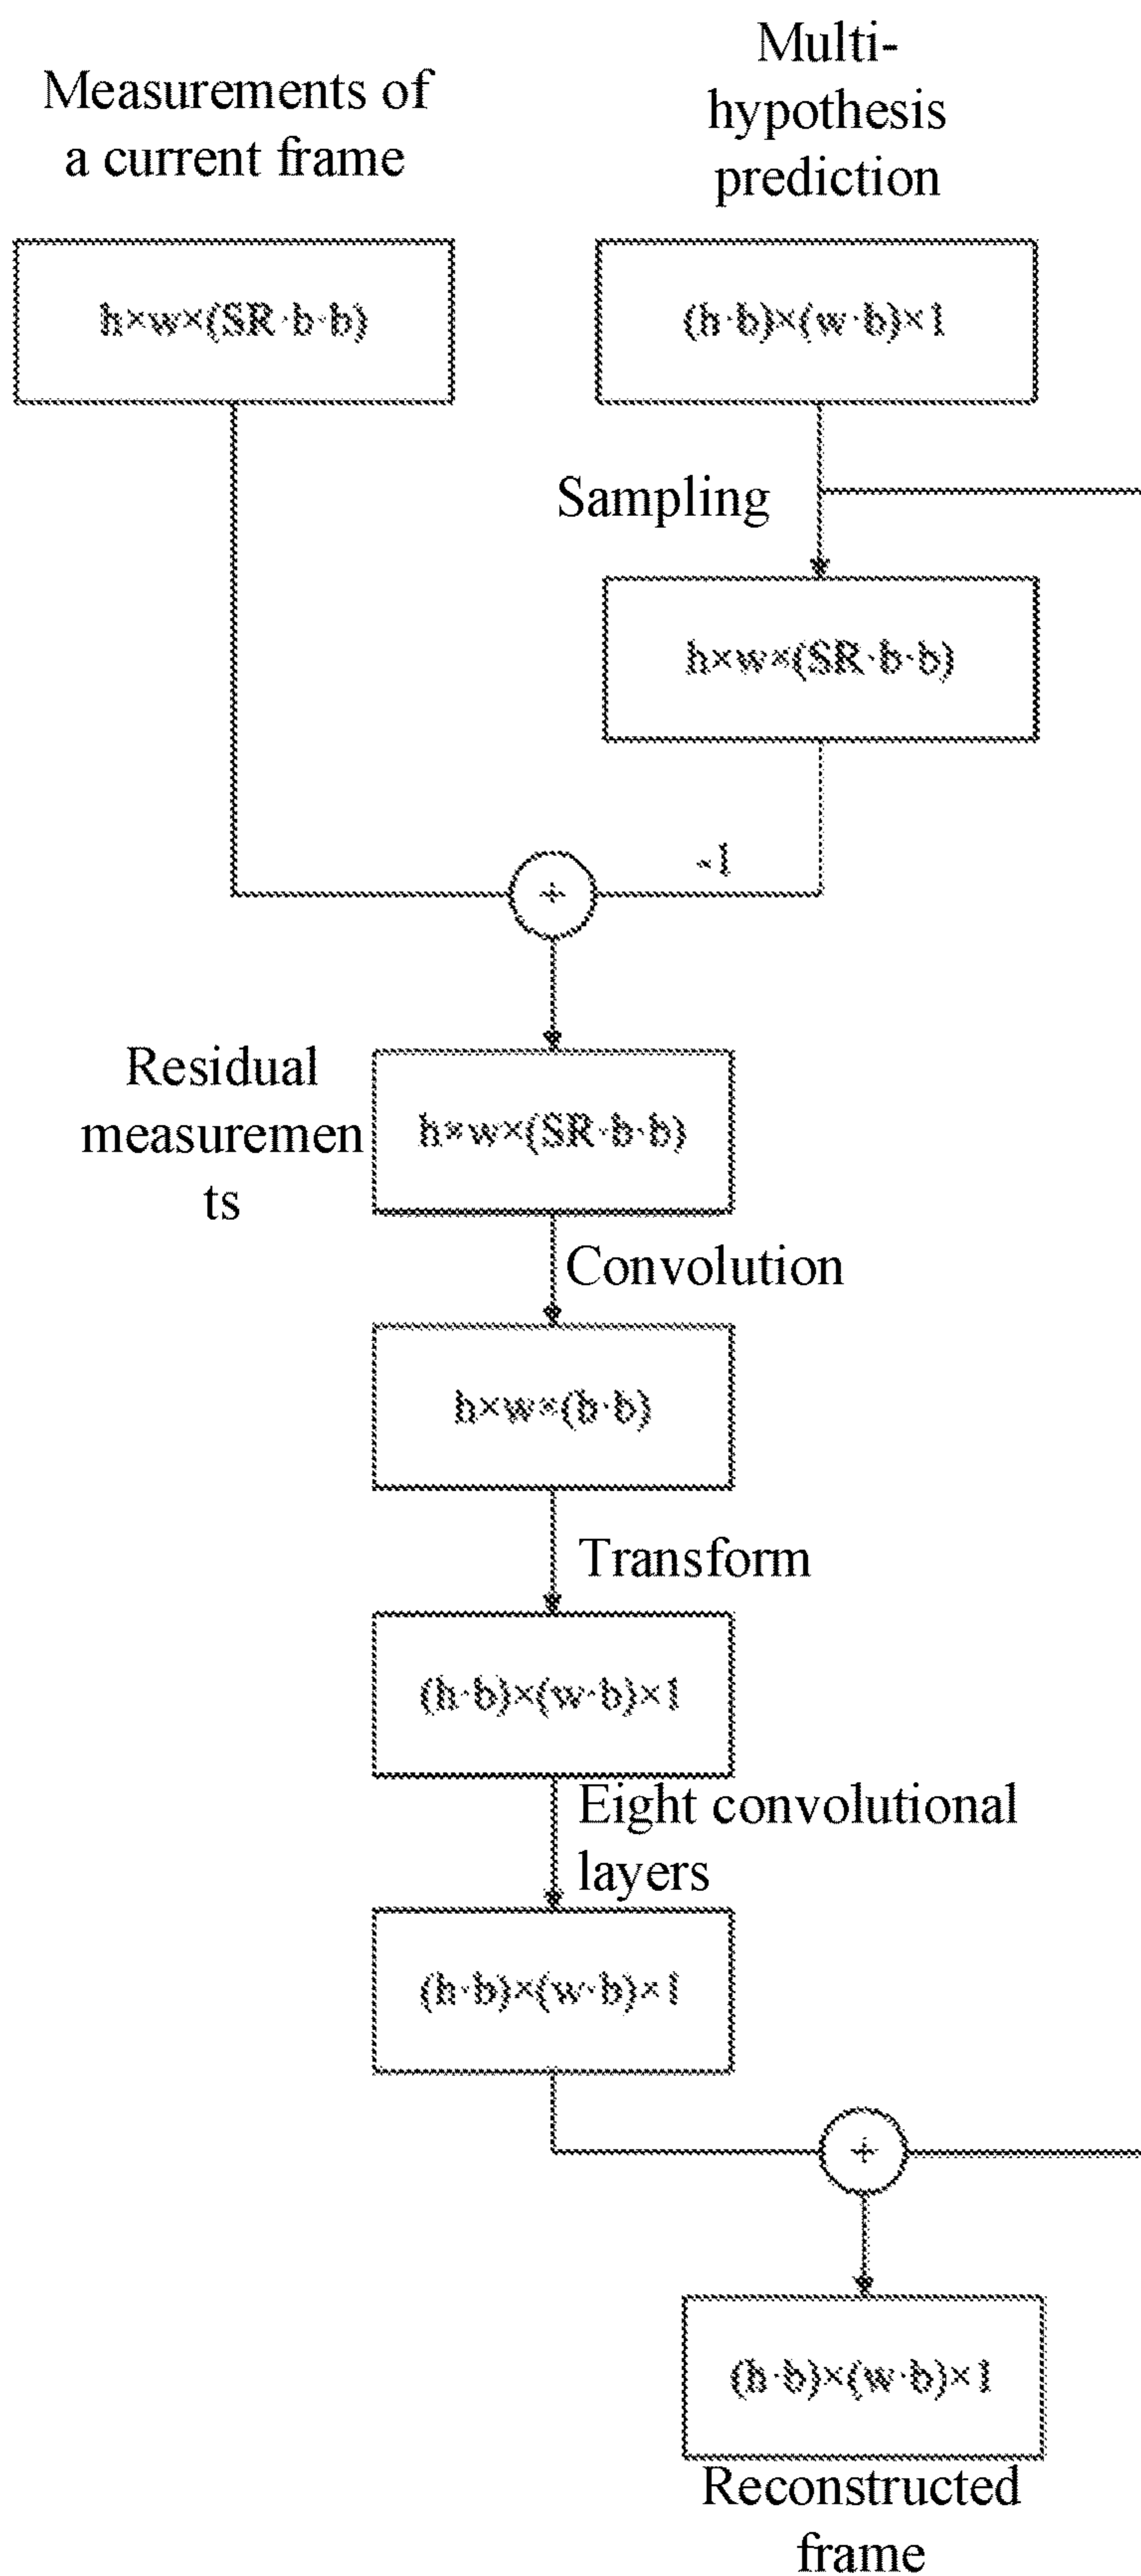 Measurements of
a current frame
Multi-
hypothesis
prediction
h×w×(SR·b·b)
(h·b)×(w·b)×1
Sampling
h×w×(SR·b·b)
-1
+
Residual
measuremen
ts
h×w×(SR·b·b)
Convolution
h×w×(b·b)
Transform
(h·b)×(w·b)×1
Eight convolutional
layers
(h·b)×(w·b)×1
+
(h·b)×(w·b)×1
Reconstructed
frame